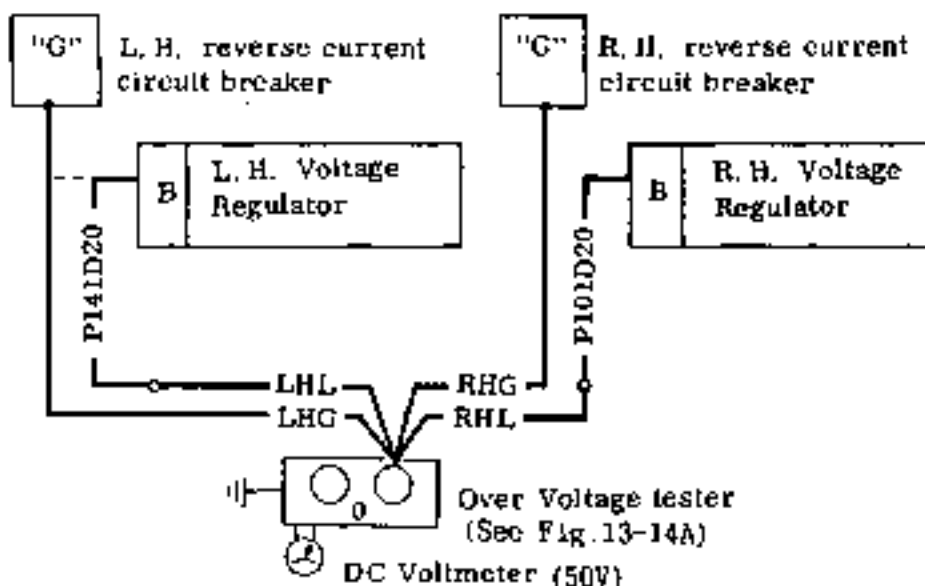 "G"
L. H. reverse current
circuit breaker
"G"
R. H. reverse current
circuit breaker
B
L. H. Voltage
Regulator
B
R. H. Voltage
Regulator
P141D20
P101D20
LHL
LHG
RHG
RHL
0
Over Voltage tester
(See Fig. 13-14A)
DC Voltmeter (50V)